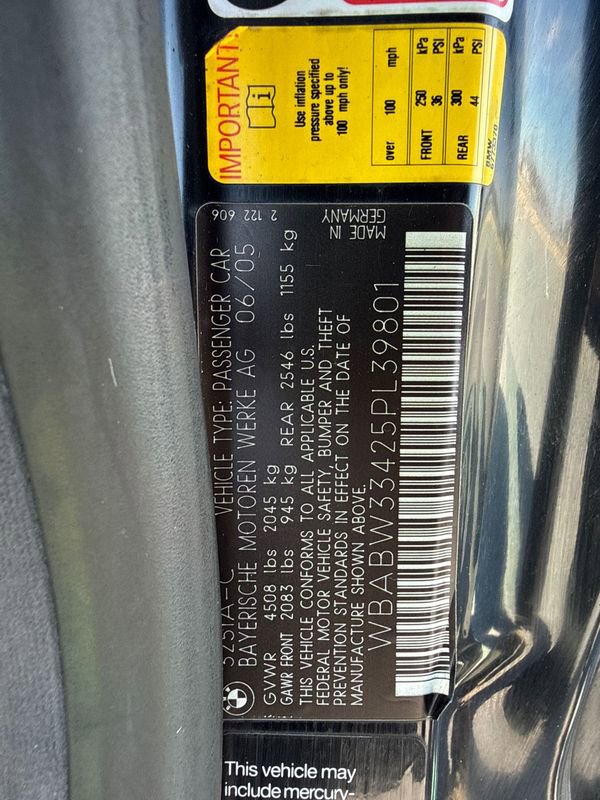 IMPORTANT:
Use inflation
pressure specified
above up to
100 mph only!
over 100 mph
kPa PSI
FRONT 250 36
kPa PSI
REAR 300 44
BMW
2 122 606
MADE IN
GERMANY
VEHICLE TYPE: PASSENGER CAR
BAYERISCHE MOTOREN WERKE AG 06/05
GVWR 4508 lbs 2045 kg
GAWR FRONT 2083 lbs 945 kg REAR 2546 lbs 1155 kg
THIS VEHICLE CONFORMS TO ALL APPLICABLE U.S.
FEDERAL MOTOR VEHICLE SAFETY, BUMPER AND THEFT
PREVENTION STANDARDS IN EFFECT ON THE DATE OF
MANUFACTURE SHOWN ABOVE.
WBABW33425PL39801
This vehicle may
include mercury-